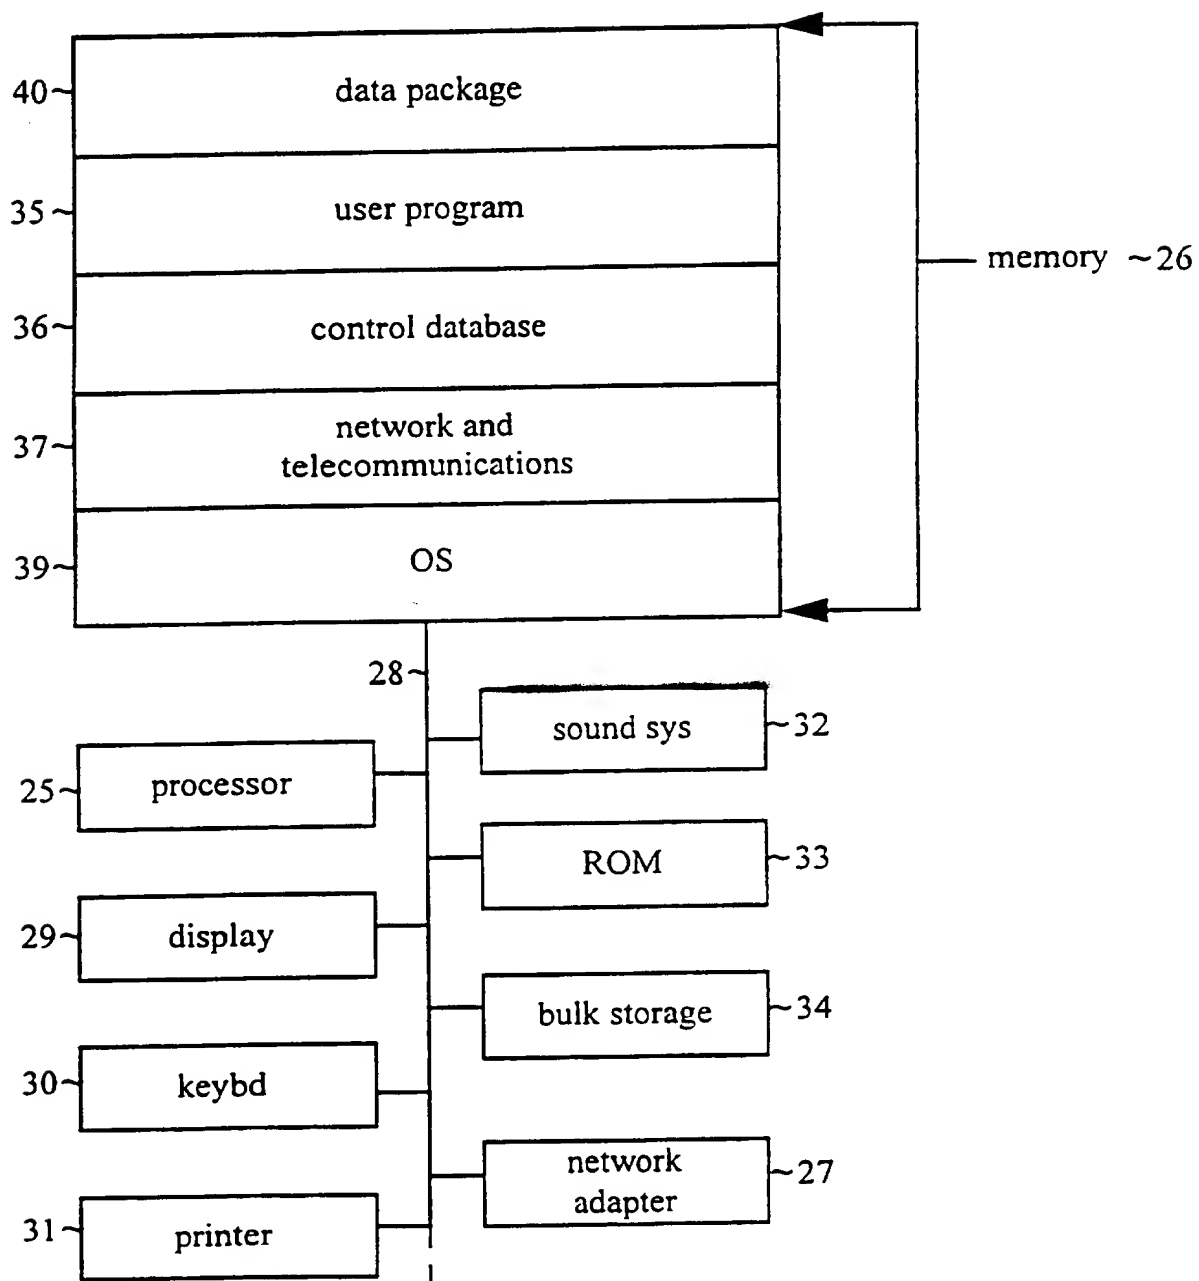 40~ data package
35~ user program
memory ~26
36~ control database
37~ network and
telecommunications
39~ OS
28~
sound sys ~32
25~ processor
ROM ~33
29~ display
bulk storage ~34
30~ keybd
network
adapter ~27
31~ printer